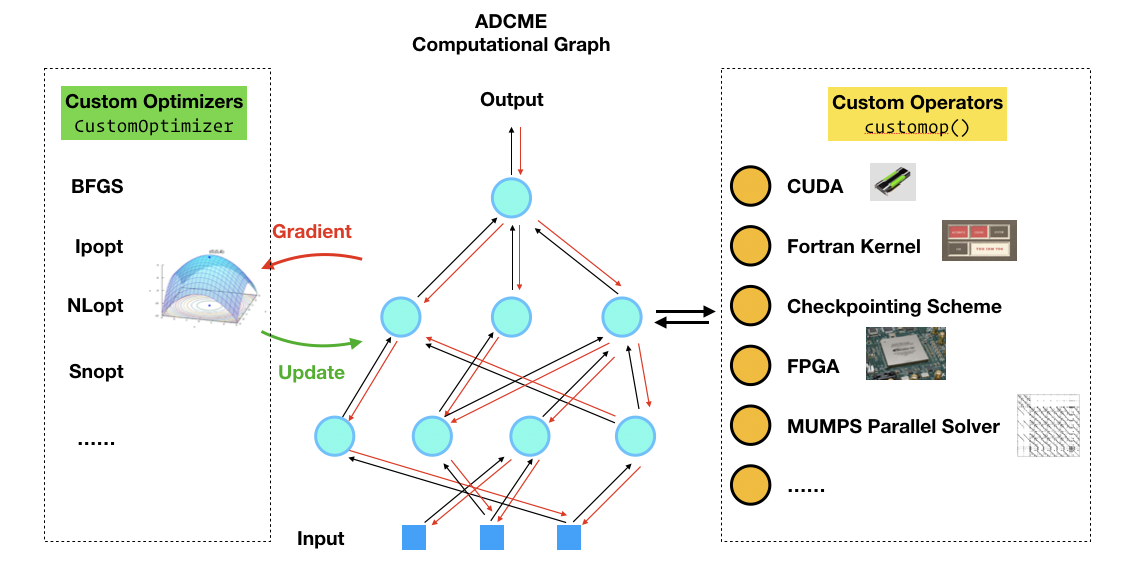 ADCME
Computational Graph
Custom Optimizers
CustomOptimizer
BFGS
Ipopt
NLopt
Snopt
......
Gradient
Update
Output
Input
Custom Operators
customop()
CUDA
Fortran Kernel
Checkpointing Scheme
FPGA
MUMPS Parallel Solver
......